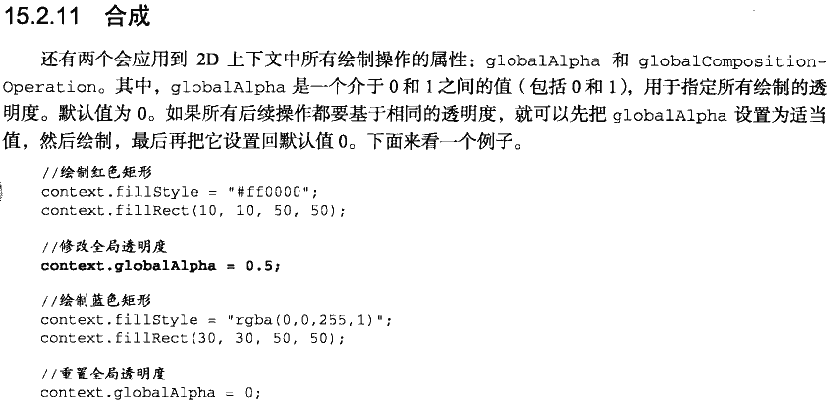 15.2.11 合成
还有两个会应用到 2D 上下文中所有绘制操作的属性：globalAlpha 和 globalComposition-
Operation。其中，globalAlpha 是一个介于 0 和 1 之间的值（包括 0 和 1），用于指定所有绘制的透
明度。默认值为 0。如果所有后续操作都要基于相同的透明度，就可以先把 globalAlpha 设置为适当
值，然后绘制，最后再把它设置回默认值 0。下面来看一个例子。
//绘制红色矩形
context.fillStyle = "#ff0000";
context.fillRect(10, 10, 50, 50);
//修改全局透明度
context.globalAlpha = 0.5;
//绘制蓝色矩形
context.fillStyle = "rgba(0,0,255,1)";
context.fillRect(30, 30, 50, 50);
//重置全局透明度
context.globalAlpha = 0;